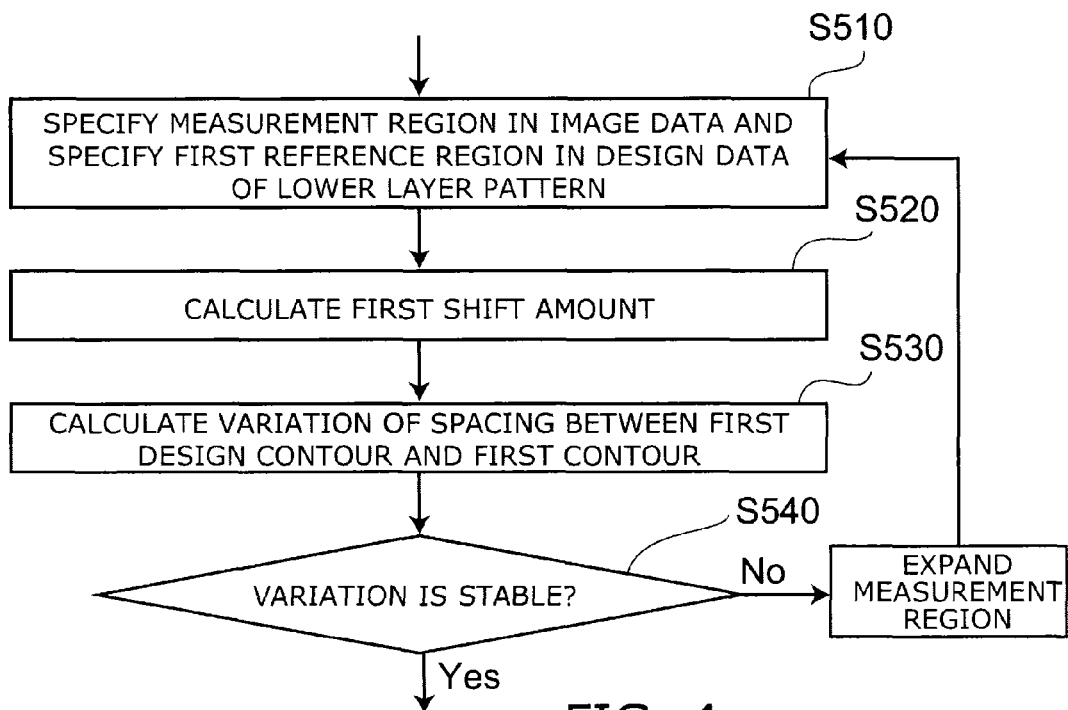 S510
SPECIFY MEASUREMENT REGION IN IMAGE DATA AND
SPECIFY FIRST REFERENCE REGION IN DESIGN DATA
OF LOWER LAYER PATTERN
S520
CALCULATE FIRST SHIFT AMOUNT
S530
CALCULATE VARIATION OF SPACING BETWEEN FIRST
DESIGN CONTOUR AND FIRST CONTOUR
S540
VARIATION IS STABLE?
No
EXPAND
MEASUREMENT
REGION
Yes